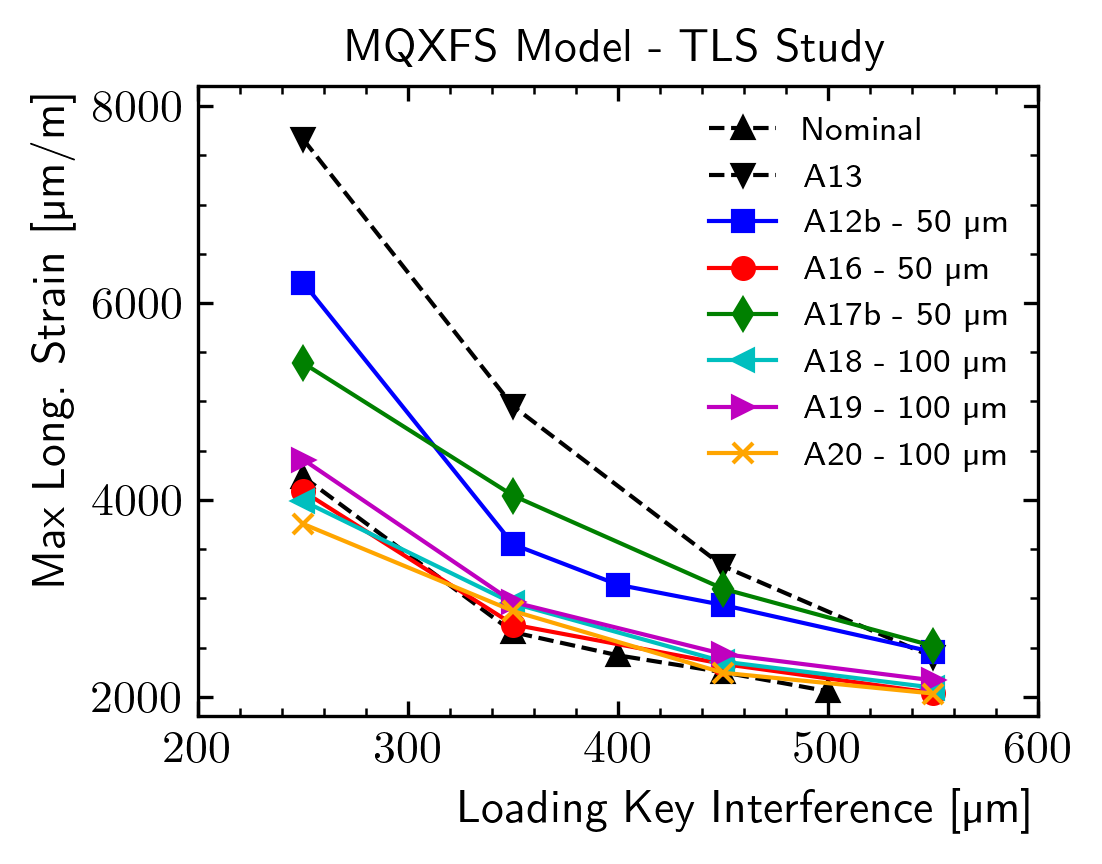 MQXFS Model - TLS Study
Max Long. Strain [µm/m]
8000
6000
4000
2000
Nominal
A13
A12b - 50 µm
A16 - 50 µm
A17b - 50 µm
A18 - 100 µm
A19 - 100 µm
A20 - 100 µm
200 300 400 500 600
Loading Key Interference [µm]